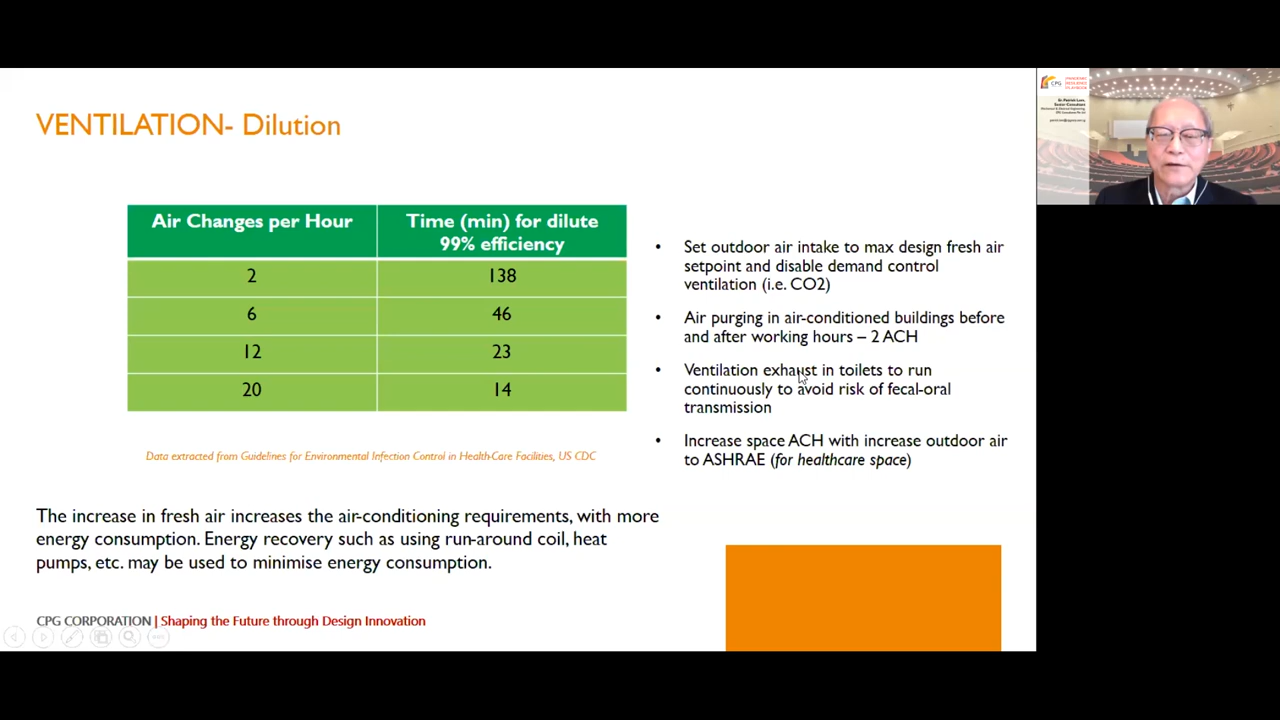 VENTILATION- Dilution
Air Changes per Hour
Time (min) for dilute
99% efficiency
2
138
6
46
12
23
20
14
Data extracted from Guidelines for Environmental Infection Control in Health-Care Facilities, US CDC
• Set outdoor air intake to max design fresh air
setpoint and disable demand control
ventilation (i.e. CO2)
• Air purging in air-conditioned buildings before
and after working hours – 2 ACH
• Ventilation exhaust in toilets to run
continuously to avoid risk of fecal-oral
transmission
• Increase space ACH with increase outdoor air
to ASHRAE (for healthcare space)
The increase in fresh air increases the air-conditioning requirements, with more
energy consumption. Energy recovery such as using run-around coil, heat
pumps, etc. may be used to minimise energy consumption.
CPG CORPORATION | Shaping the Future through Design Innovation
CPG